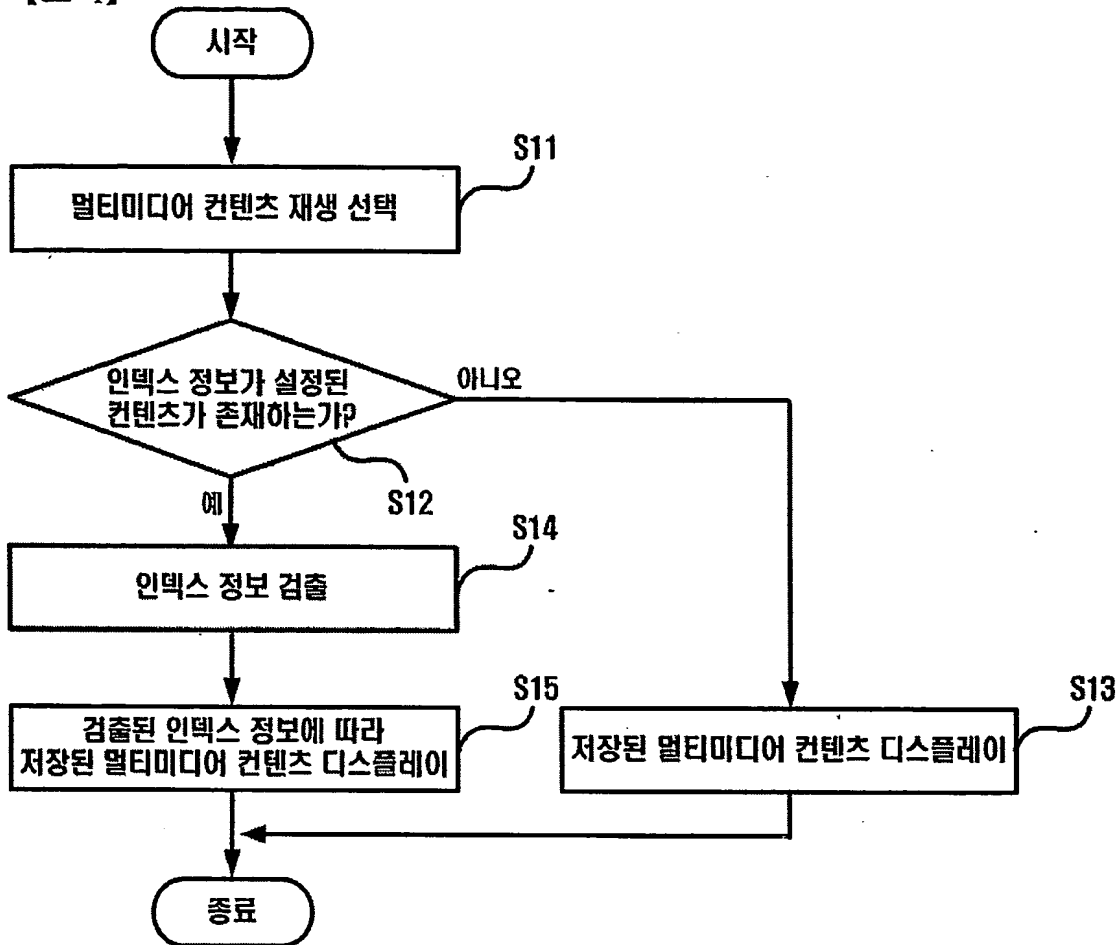 시작
S11
멀티미디어 컨텐츠 재생 선택
인덱스 정보가 설정된
컨텐츠가 존재하는가?
아니오
S12
예
S14
인덱스 정보 검출
S15
검출된 인덱스 정보에 따라
저장된 멀티미디어 컨텐츠 디스플레이
S13
저장된 멀티미디어 컨텐츠 디스플레이
종료